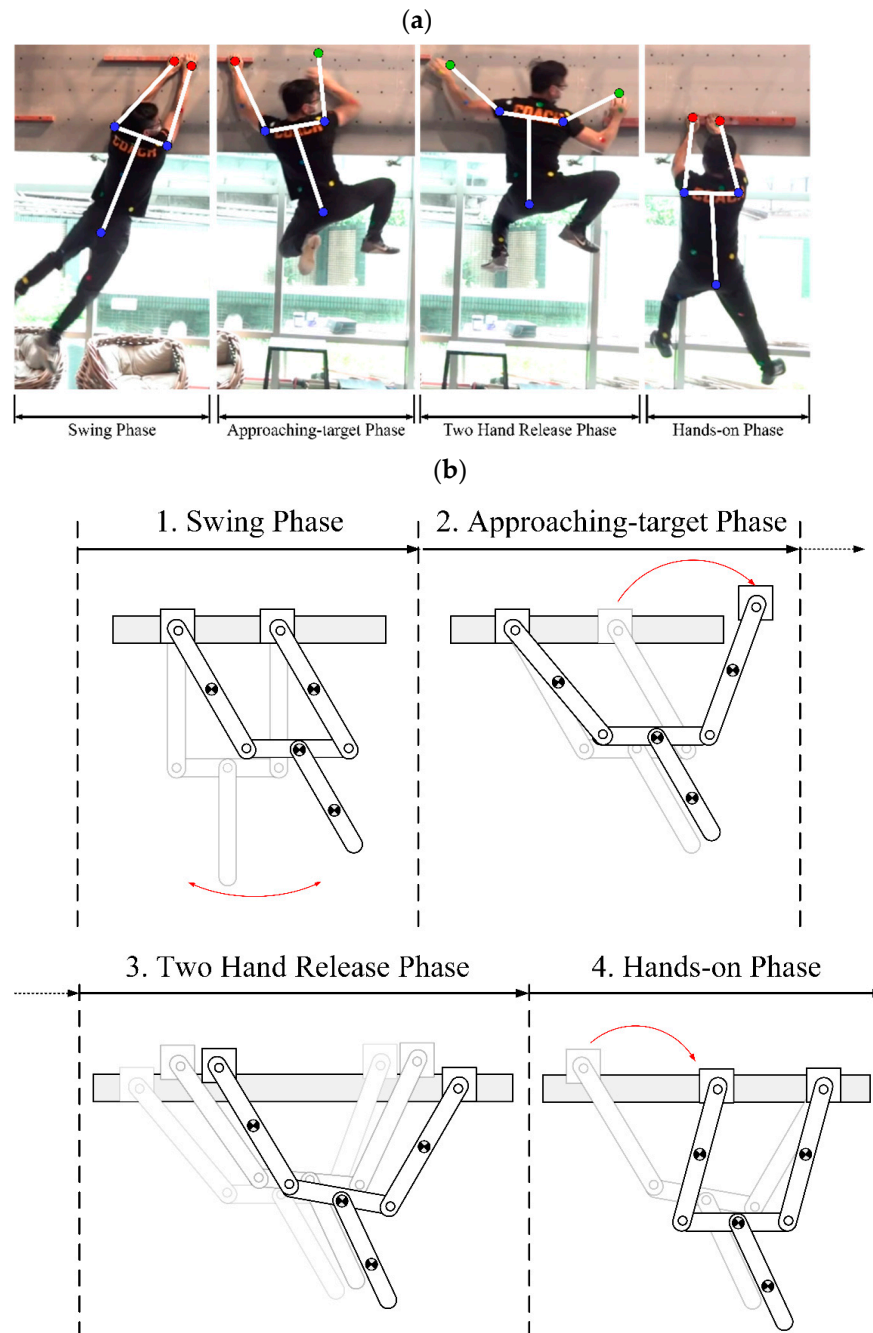 (a)
COACH
COACH
COACH
COACH
Swing Phase
Approaching-target Phase
Two Hand Release Phase
Hands-on Phase
(b)
1. Swing Phase
2. Approaching-target Phase
3. Two Hand Release Phase
4. Hands-on Phase